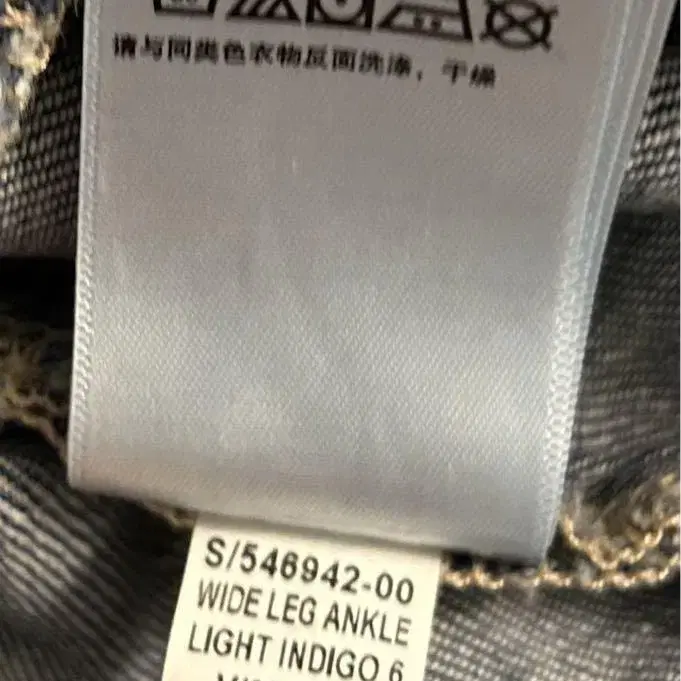 请与同类色衣物反面洗涤，干燥
S/546942-00
WIDE LEG ANKLE
LIGHT INDIGO 6